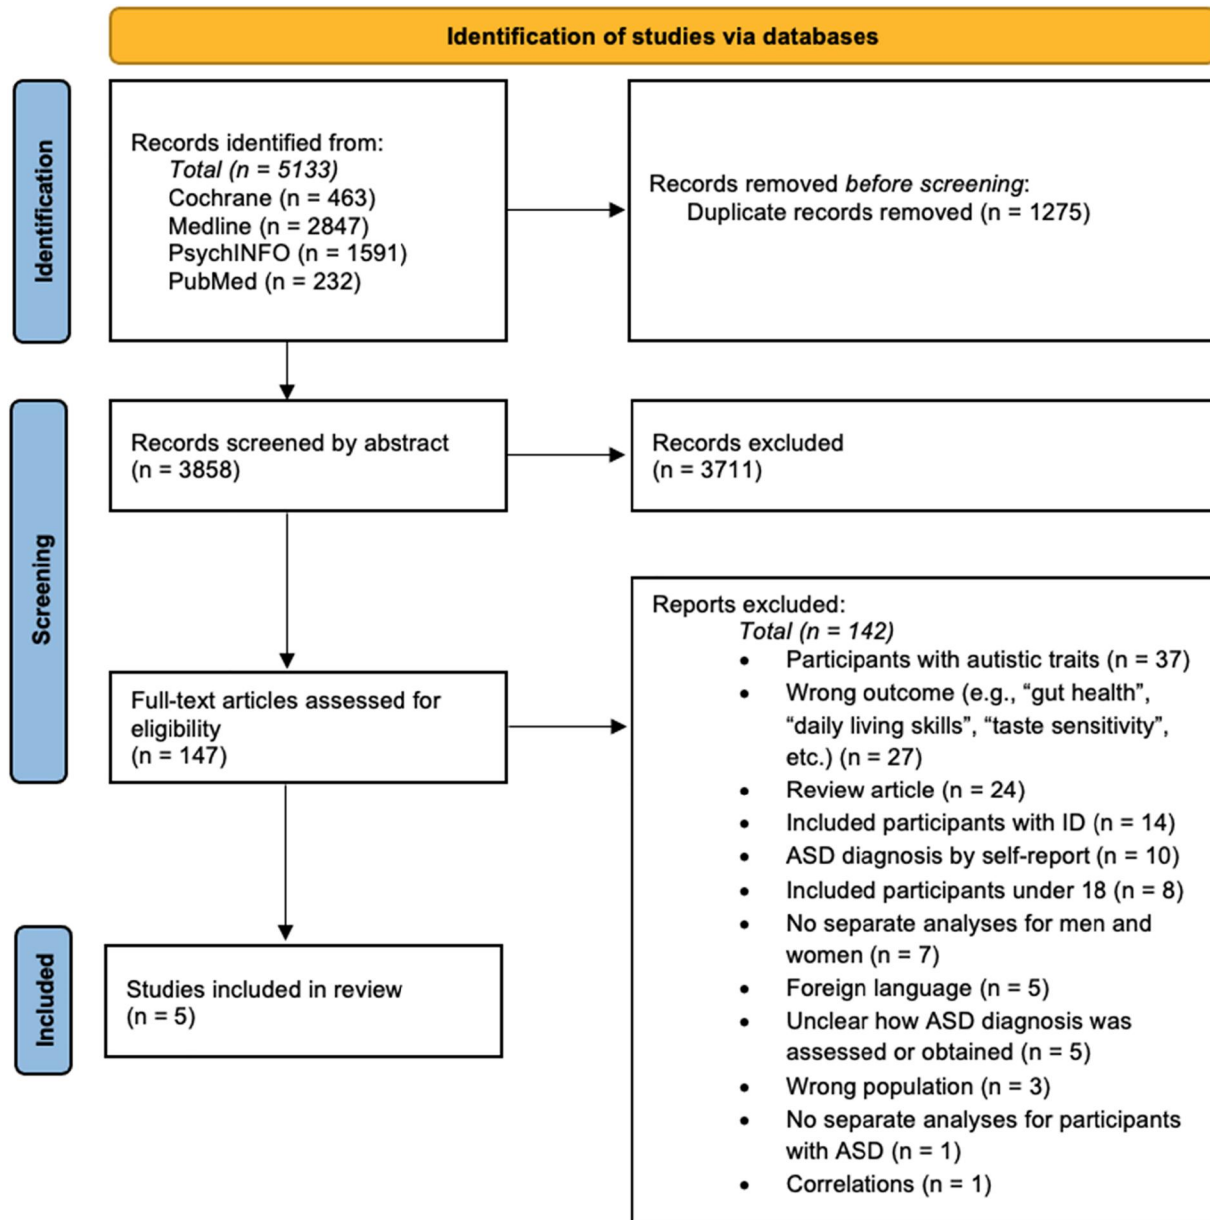 Identification of studies via databases
Identification
Records identified from:
Total (n = 5133)
Cochrane (n = 463)
Medline (n = 2847)
PsychINFO (n = 1591)
PubMed (n = 232)
Records removed before screening:
Duplicate records removed (n = 1275)
Screening
Records screened by abstract
(n = 3858)
Records excluded
(n = 3711)
Full-text articles assessed for
eligibility
(n = 147)
Reports excluded:
Total (n = 142)
• Participants with autistic traits (n = 37)
• Wrong outcome (e.g., “gut health”,
“daily living skills”, “taste sensitivity”,
etc.) (n = 27)
• Review article (n = 24)
• Included participants with ID (n = 14)
• ASD diagnosis by self-report (n = 10)
• Included participants under 18 (n = 8)
• No separate analyses for men and
women (n = 7)
• Foreign language (n = 5)
• Unclear how ASD diagnosis was
assessed or obtained (n = 5)
• Wrong population (n = 3)
• No separate analyses for participants
with ASD (n = 1)
• Correlations (n = 1)
Included
Studies included in review
(n = 5)